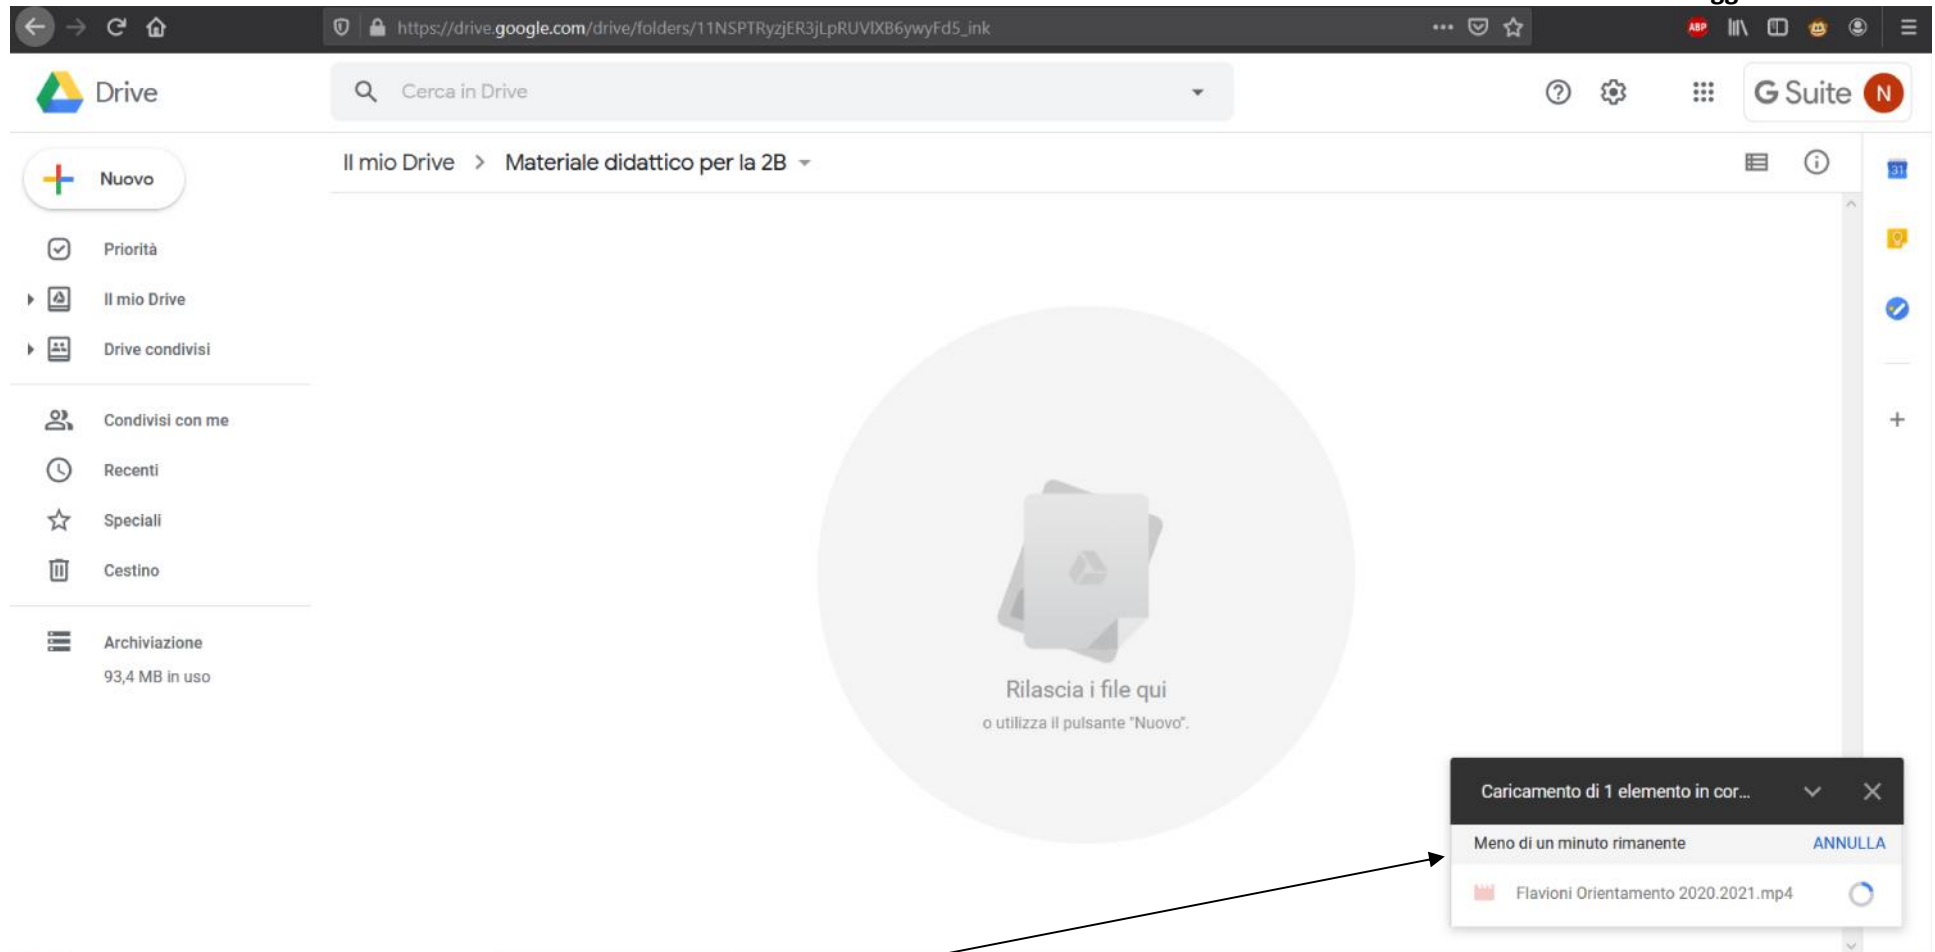 https://drive.google.com/drive/folders/11NSPTRyzjER3jLpRUVlXB6ywyFd5_ink
ABP
Drive
Cerca in Drive
G Suite
N
Nuovo
Il mio Drive > Materiale didattico per la 2B
31
Priorità
Il mio Drive
Drive condivisi
Condivisi con me
Recenti
Speciali
Cestino
Archiviazione
93,4 MB in uso
Rilascia i file qui
o utilizza il pulsante "Nuovo".
Caricamento di 1 elemento in cor...
Meno di un minuto rimanente ANNULLA
Flavioni Orientamento 2020.2021.mp4